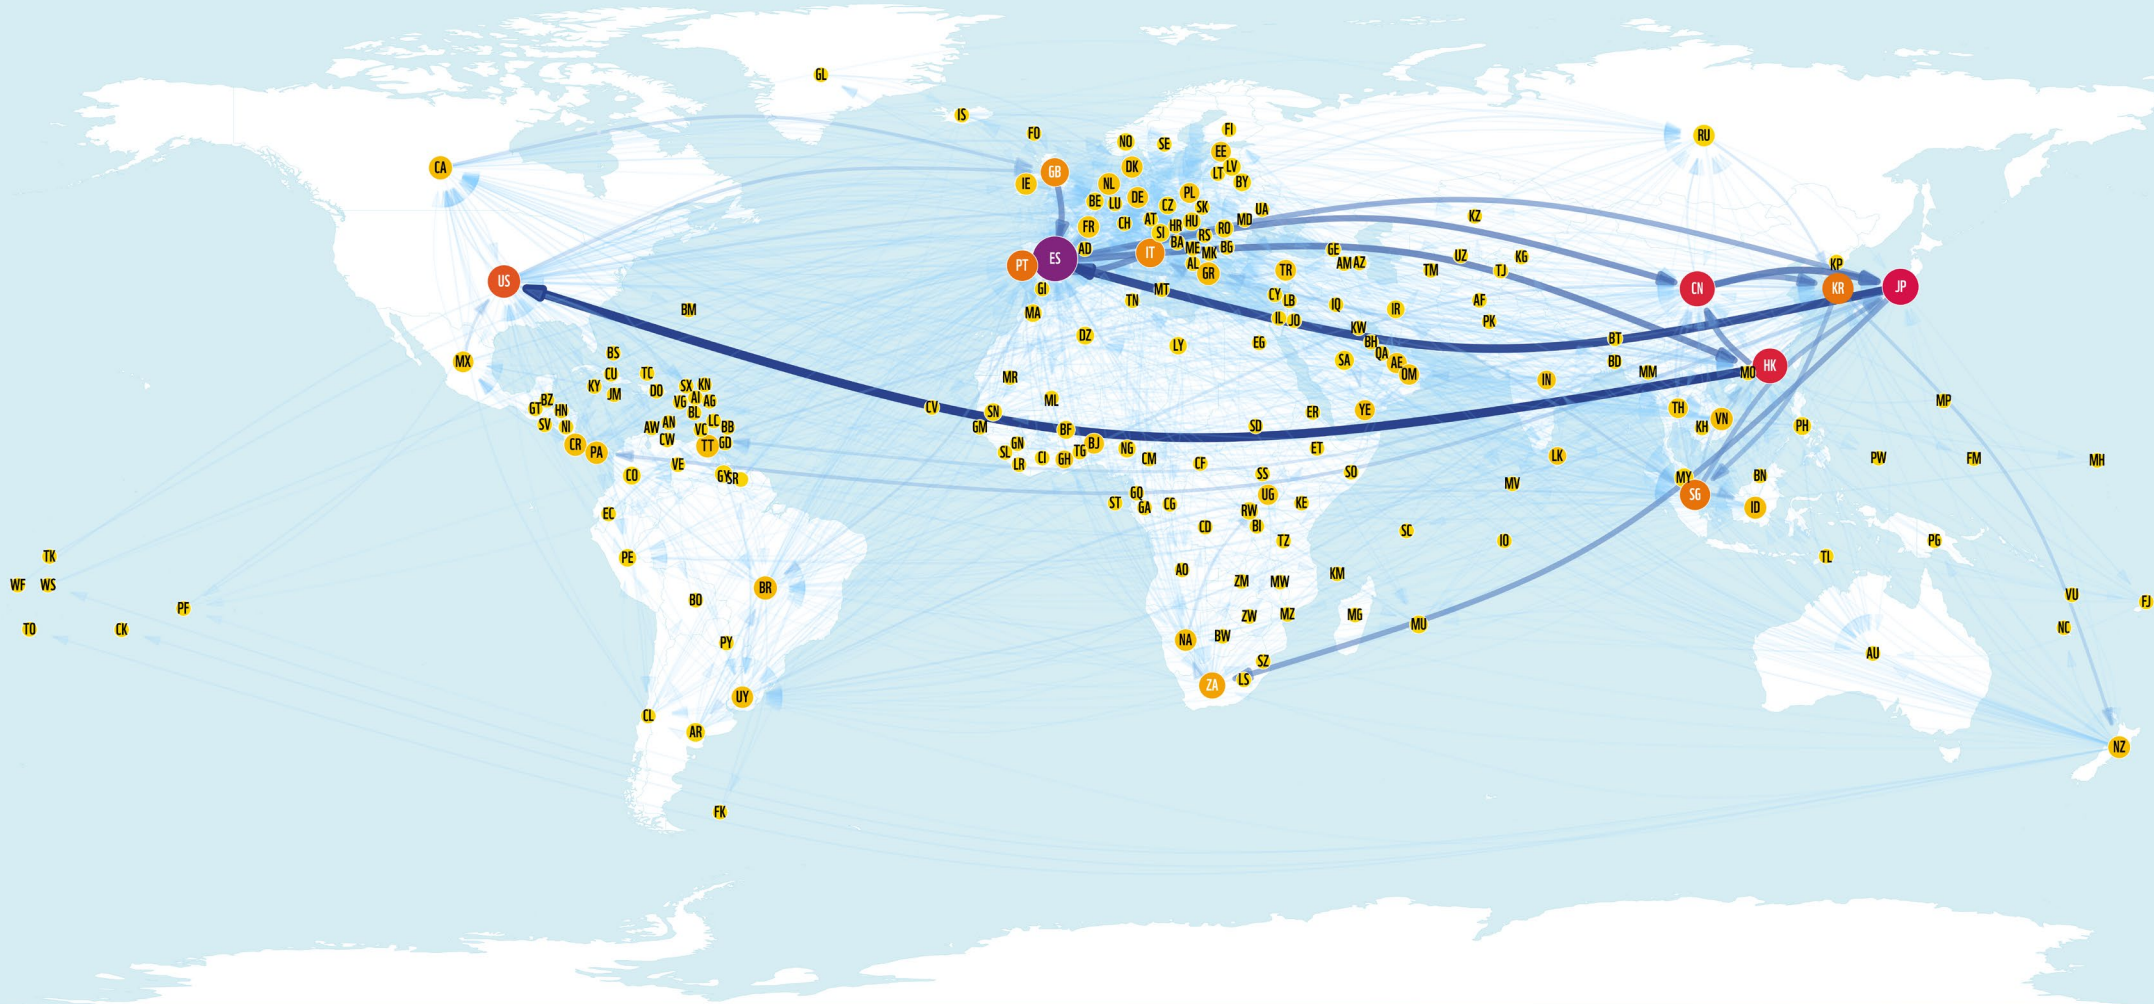 GL
IS
FO
NO
SE
FI
RU
EE
CA
GB
DK
LV
LT
IE
NL
BY
PL
DE
BE
LU
CZ
SK
UA
KZ
AT
HU
MD
CH
HR
FR
SI
RS
RO
BA
ME
BG
AD
IT
MK
GE
UZ
KG
ES
PT
AL
AM
AZ
KP
GR
TR
TM
TJ
US
GI
MT
CN
KR
JP
CY
LB
TN
IQ
AF
BM
MA
IR
IL
JO
PK
KW
DZ
BT
EG
BH
LY
QA
BS
MX
SA
AE
BD
HK
CU
TC
OM
MM
MO
MR
IN
KY
SX
KN
DO
JM
BZ
VG
AI
AG
ML
MP
GT
HN
BL
CV
SN
ER
YE
TH
SV
NI
AN
LC
AW
VC
BB
GM
BF
SD
KH
VN
PH
CW
CR
TT
GD
GN
BJ
PA
SL
TG
NG
ET
LK
CI
GH
CM
PW
FM
MH
VE
LR
CF
CO
GY
SR
SS
SO
MY
BN
MV
GQ
UG
SG
ST
GA
CG
KE
ID
EC
RW
CD
BI
SC
TZ
IO
PG
TK
PE
TL
AO
KM
WF
WS
BR
ZM
MW
VU
BO
FJ
PF
ZW
MZ
MG
MU
TO
CK
NC
PY
NA
BW
AU
SZ
LS
ZA
UY
CL
AR
NZ
FK